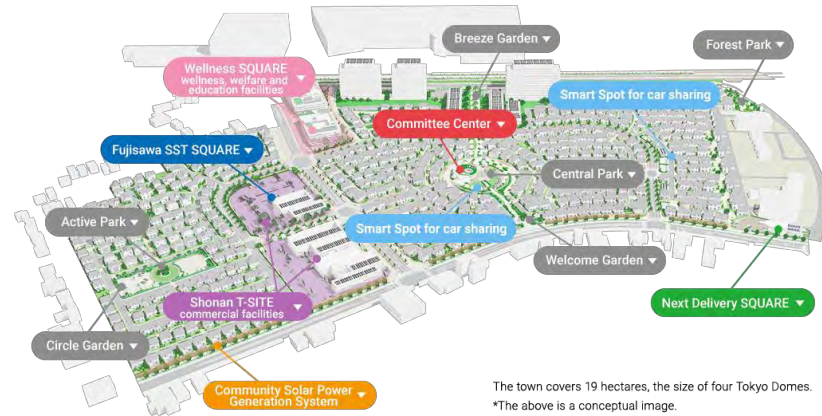 Breeze Garden
Forest Park
Wellness SQUARE
wellness, welfare and
education facilities
Smart Spot for car sharing
Committee Center
Fujisawa SST SQUARE
Central Park
Active Park
Smart Spot for car sharing
Welcome Garden
Shonan T-SITE
commercial facilities
Next Delivery SQUARE
Circle Garden
Community Solar Power
Generation System
The town covers 19 hectares, the size of four Tokyo Domes.
*The above is a conceptual image.